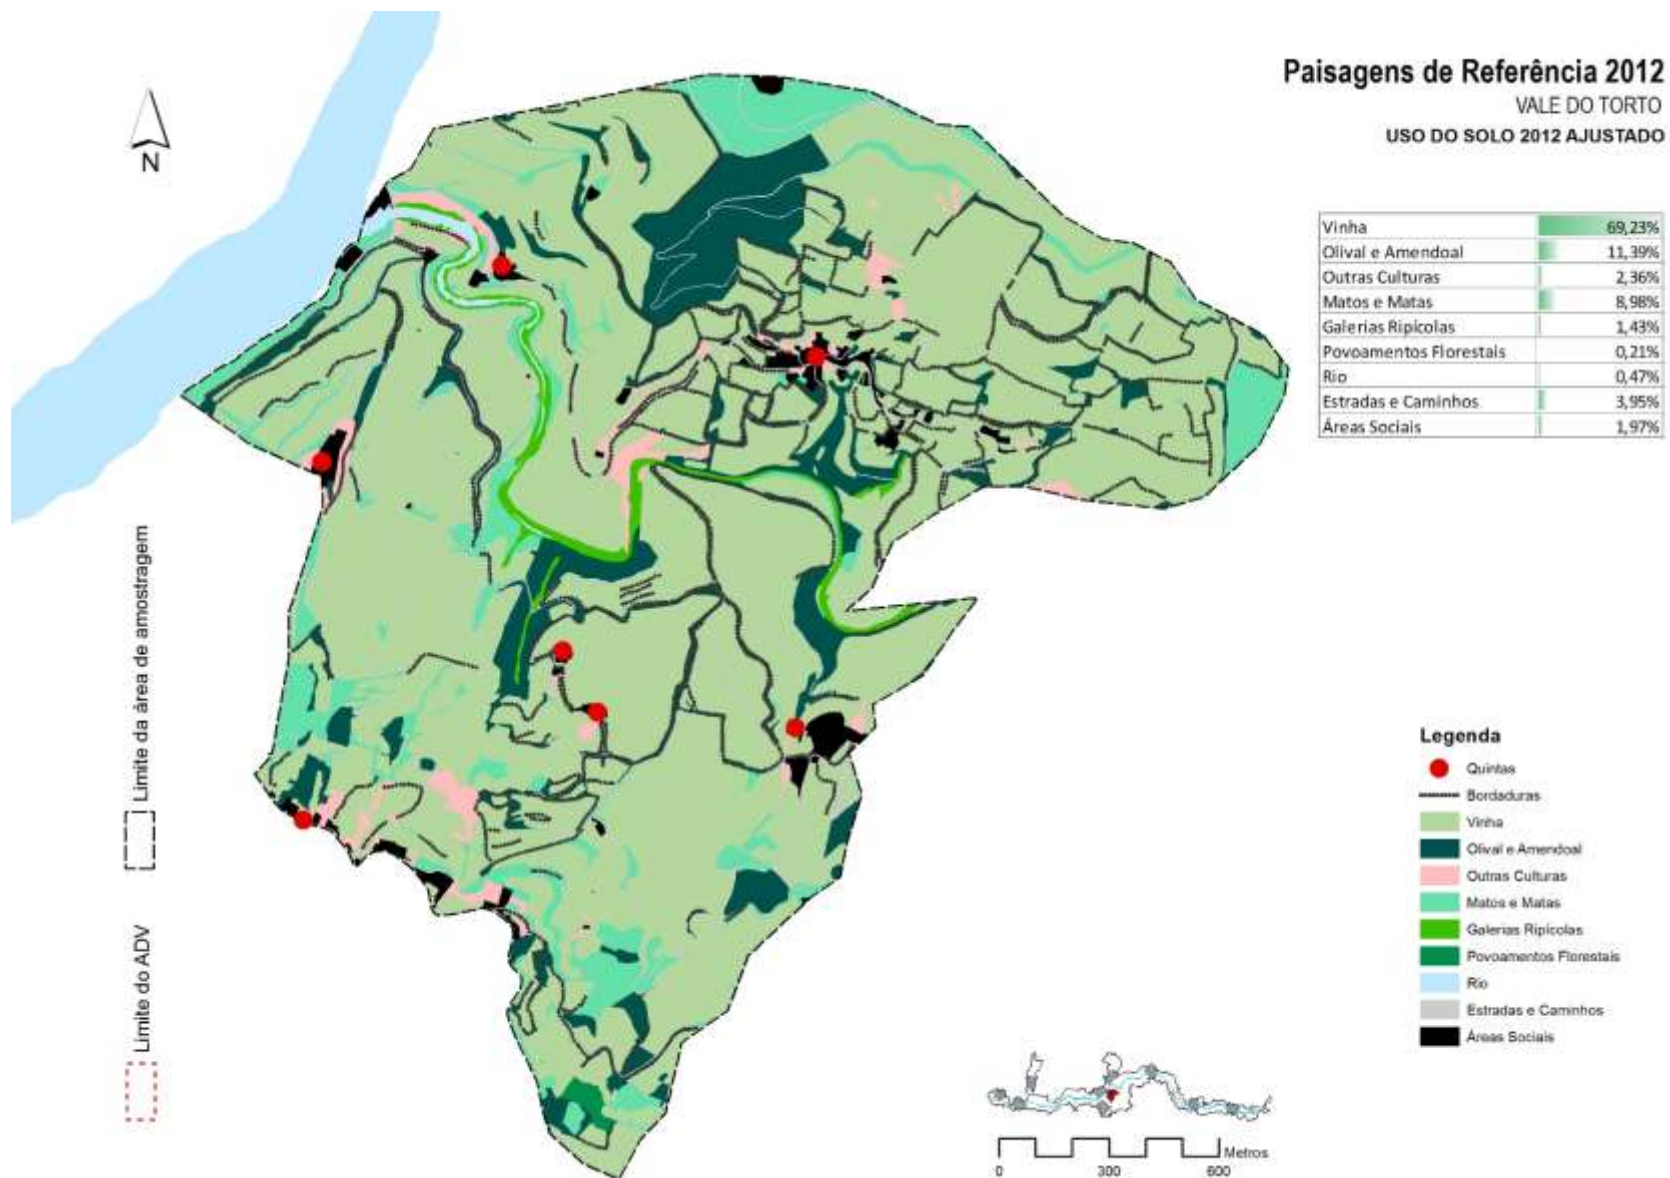 Paisagens de Referência 2012
VALE DO TORTO
USO DO SOLO 2012 AJUSTADO
N
Vinha 69,23%
Olival e Amendoal 11,39%
Outras Culturas 2,36%
Matos e Matas 8,98%
Galerias Ripícolas 1,43%
Povoamentos Florestais 0,21%
Rio 0,47%
Estradas e Caminhos 3,95%
Áreas Sociais 1,97%
Limite da área de amostragem
Limite do ADV
Legenda
Quintas
Bordaduras
Vinha
Olival e Amendoal
Outras Culturas
Matos e Matas
Galerias Ripícolas
Povoamentos Florestais
Rio
Estradas e Caminhos
Áreas Sociais
Metros
0 300 600